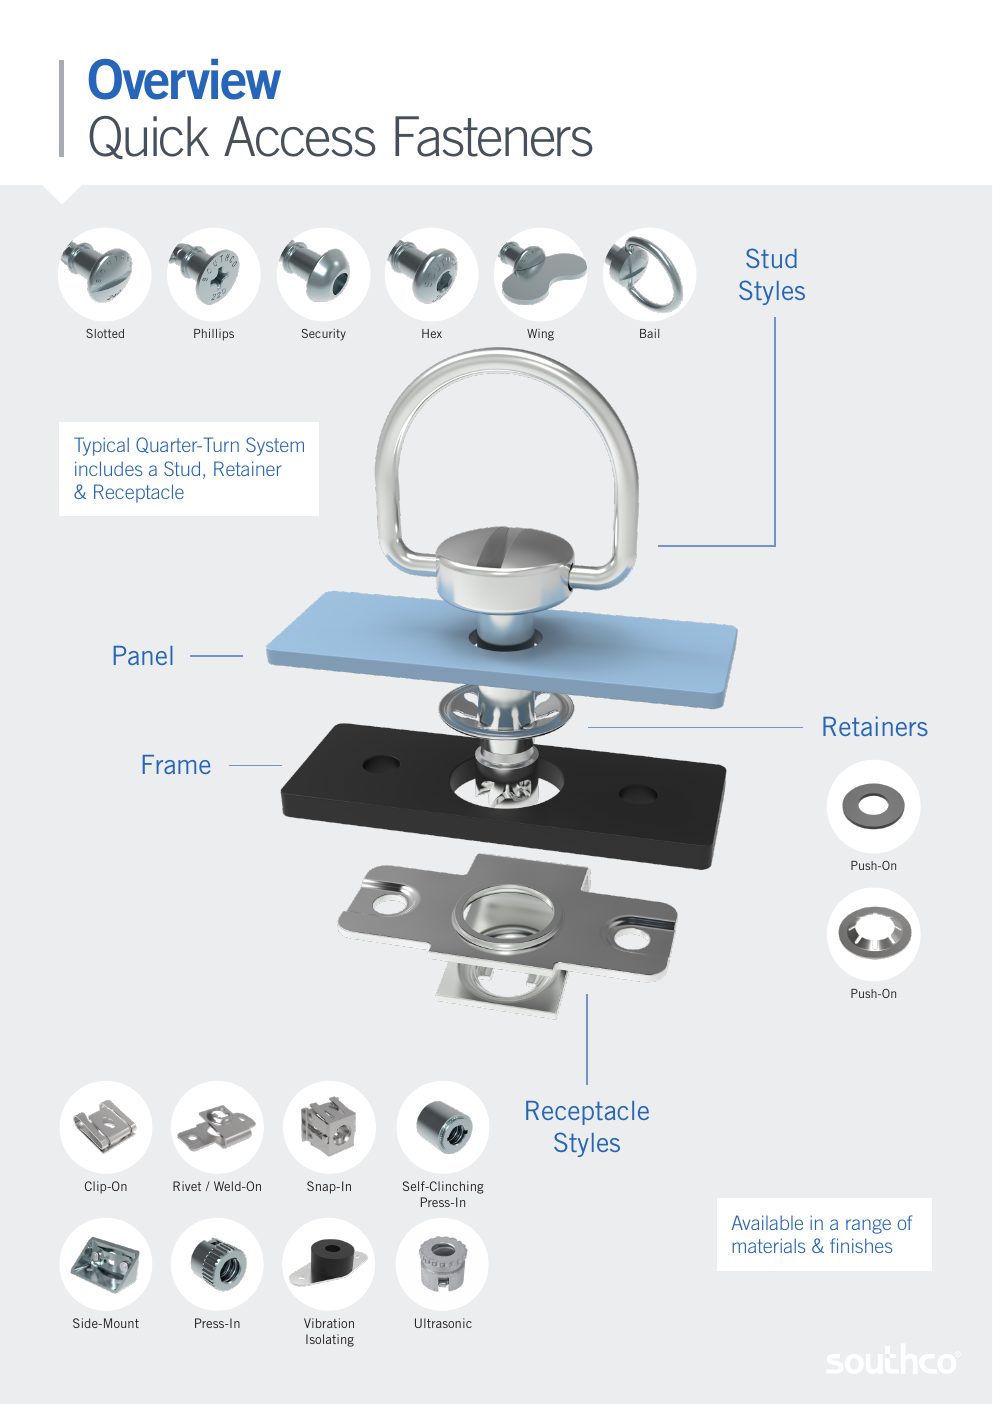 Overview
Quick Access Fasteners
Slotted
Phillips
Security
Hex
Wing
Bail
Stud
Styles
Typical Quarter-Turn System
includes a Stud, Retainer
& Receptacle
Panel
Retainers
Frame
Push-On
Push-On
Receptacle
Styles
Clip-On
Rivet / Weld-On
Snap-In
Self-Clinching
Press-In
Available in a range of
materials & finishes
Side-Mount
Press-In
Vibration
Isolating
Ultrasonic
southco®